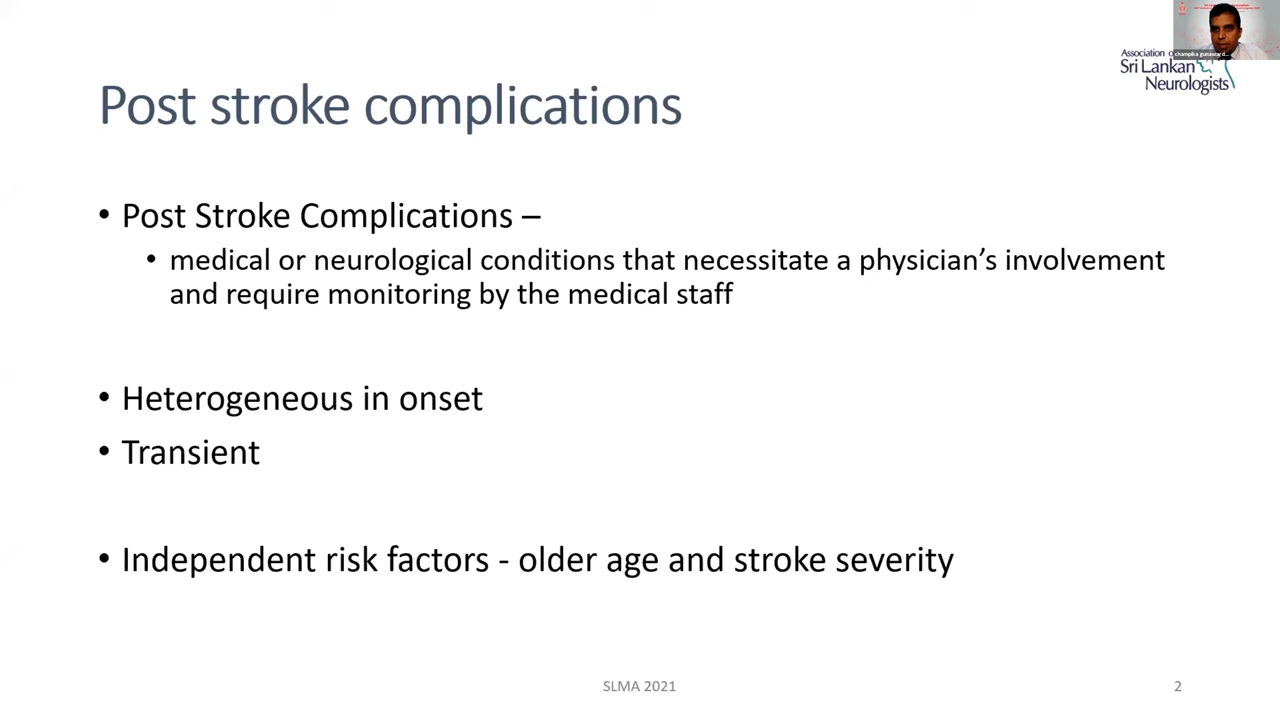 Association
Sri Lankan
Neurologists
Post stroke complications
• Post Stroke Complications –
• medical or neurological conditions that necessitate a physician’s involvement
and require monitoring by the medical staff
• Heterogeneous in onset
• Transient
• Independent risk factors - older age and stroke severity
SLMA 2021
2